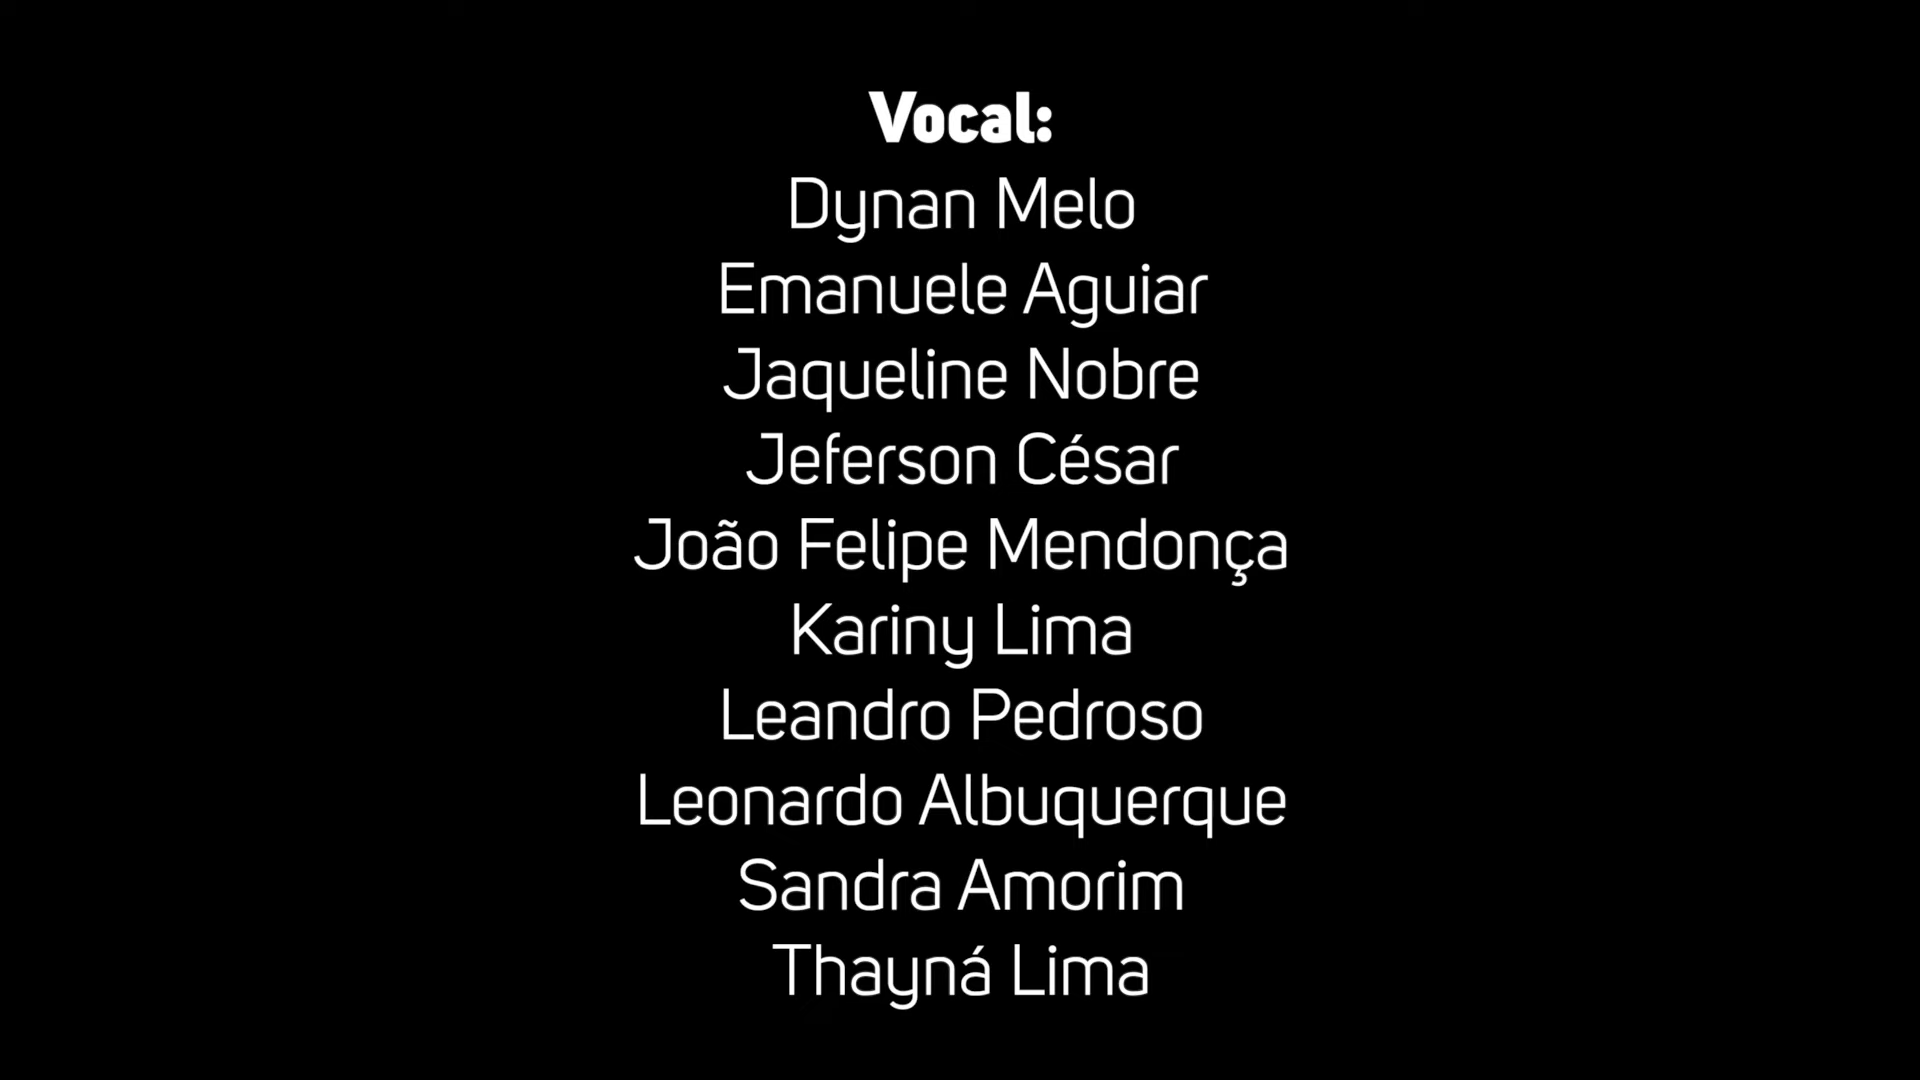 Vocal:
Dynan Melo
Emanuele Aguiar
Jaqueline Nobre
Jeferson César
João Felipe Mendonça
Kariny Lima
Leandro Pedroso
Leonardo Albuquerque
Sandra Amorim
Thayná Lima